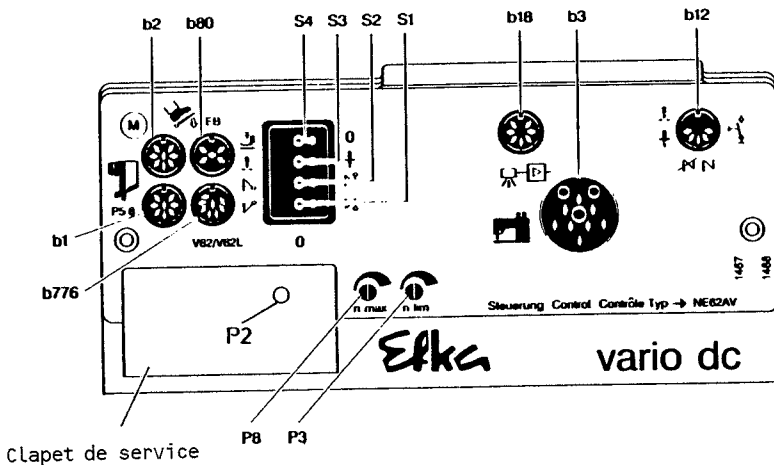 b2 b80 S4 S3 S2 S1 b18 b3 b12
M
FB
0
P5
b1
V82/V82L
0
b776
1467
1468
n max
n lim
Steuerung Control Contrôle Typ → NE62AV
P2
Efka
vario dc
P8 P3
Clapet de service